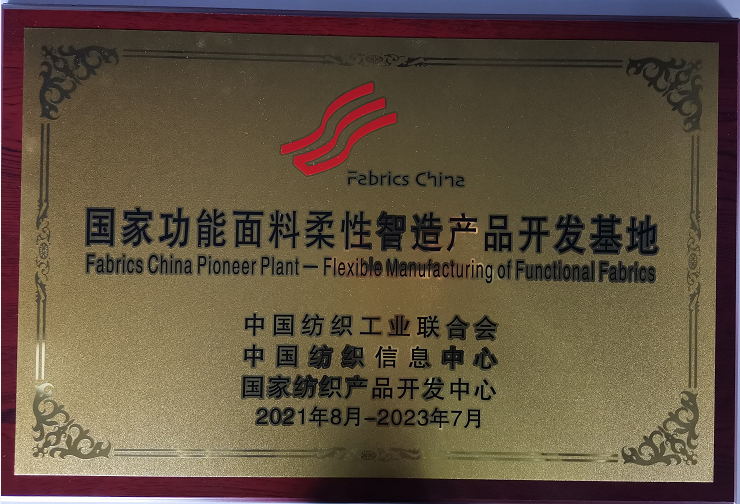 Fabrics China
国家功能面料柔性智造产品开发基地
Fabrics China Pioneer Plant — Flexible Manufacturing of Functional Fabrics
中国纺织工业联合会
中国纺织信息中心
国家纺织产品开发中心
2021年8月-2023年7月